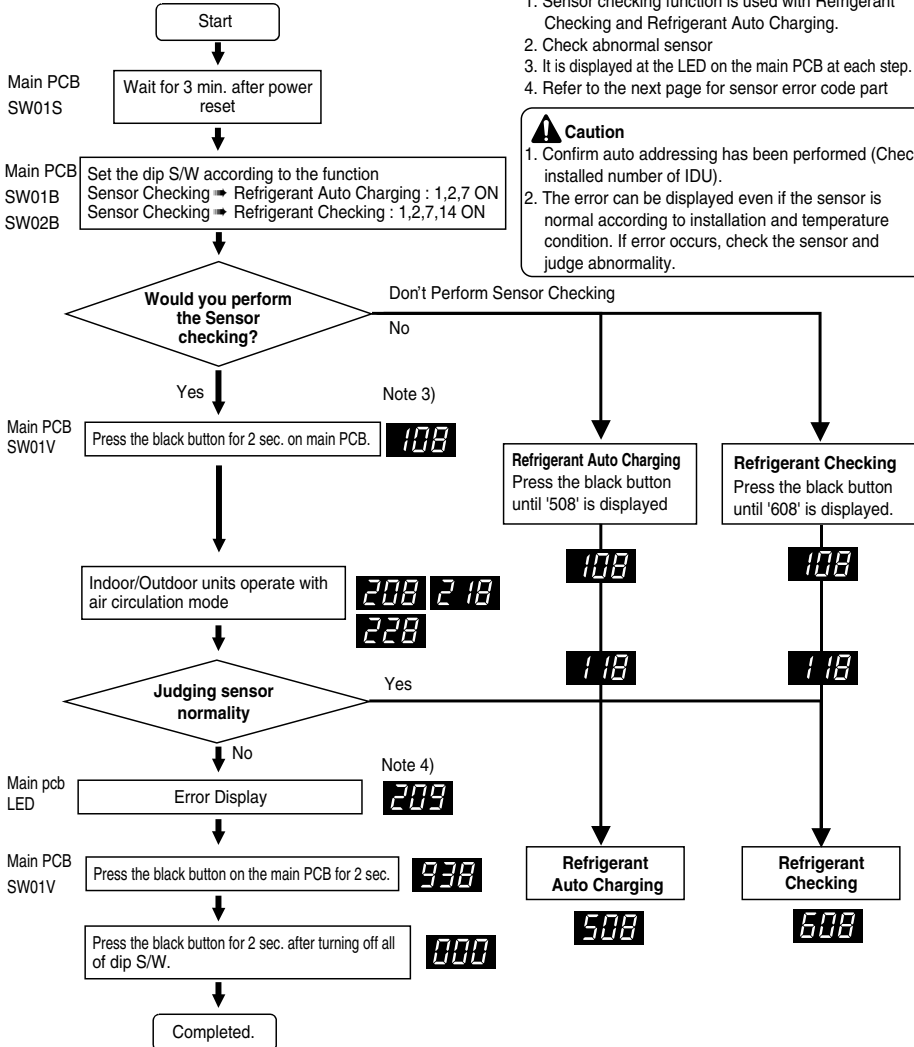 1. Sensor checking function is used with Refrigerant
Checking and Refrigerant Auto Charging.
2. Check abnormal sensor
3. It is displayed at the LED on the main PCB at each step.
4. Refer to the next page for sensor error code part
Caution
1. Confirm auto addressing has been performed (Chec
installed number of IDU).
2. The error can be displayed even if the sensor is
normal according to installation and temperature
condition. If error occurs, check the sensor and
judge abnormality.
Start
Main PCB
SW01S
Wait for 3 min. after power
reset
Main PCB
SW01B
SW02B
Set the dip S/W according to the function
Sensor Checking ➠ Refrigerant Auto Charging : 1,2,7 ON
Sensor Checking ➠ Refrigerant Checking : 1,2,7,14 ON
Would you perform
the Sensor
checking?
Don't Perform Sensor Checking
No
Yes
Note 3)
Main PCB
SW01V
Press the black button for 2 sec. on main PCB.
108
Refrigerant Auto Charging
Press the black button
until '508' is displayed
Refrigerant Checking
Press the black button
until '608' is displayed.
108
108
Indoor/Outdoor units operate with
air circulation mode
208 218
228
118
118
Judging sensor
normality
Yes
No
Note 4)
Main pcb
LED
Error Display
209
Main PCB
SW01V
Press the black button on the main PCB for 2 sec.
938
Refrigerant
Auto Charging
Refrigerant
Checking
508
608
Press the black button for 2 sec. after turning off all
of dip S/W.
000
Completed.